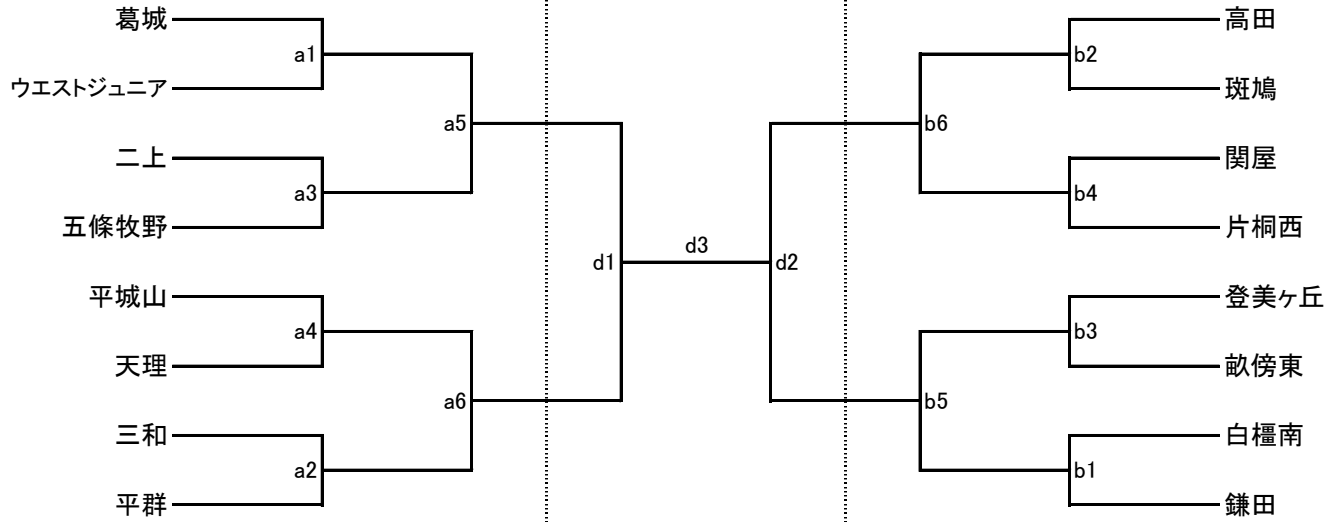 葛城
a1
ウエストジュニア
a5
二上
a3
五條牧野
d1
平城山
a4
天理
a6
三和
a2
平群
d3
高田
b2
斑鳩
b6
関屋
b4
片桐西
d2
登美ヶ丘
b3
畝傍東
b5
白橿南
b1
鎌田